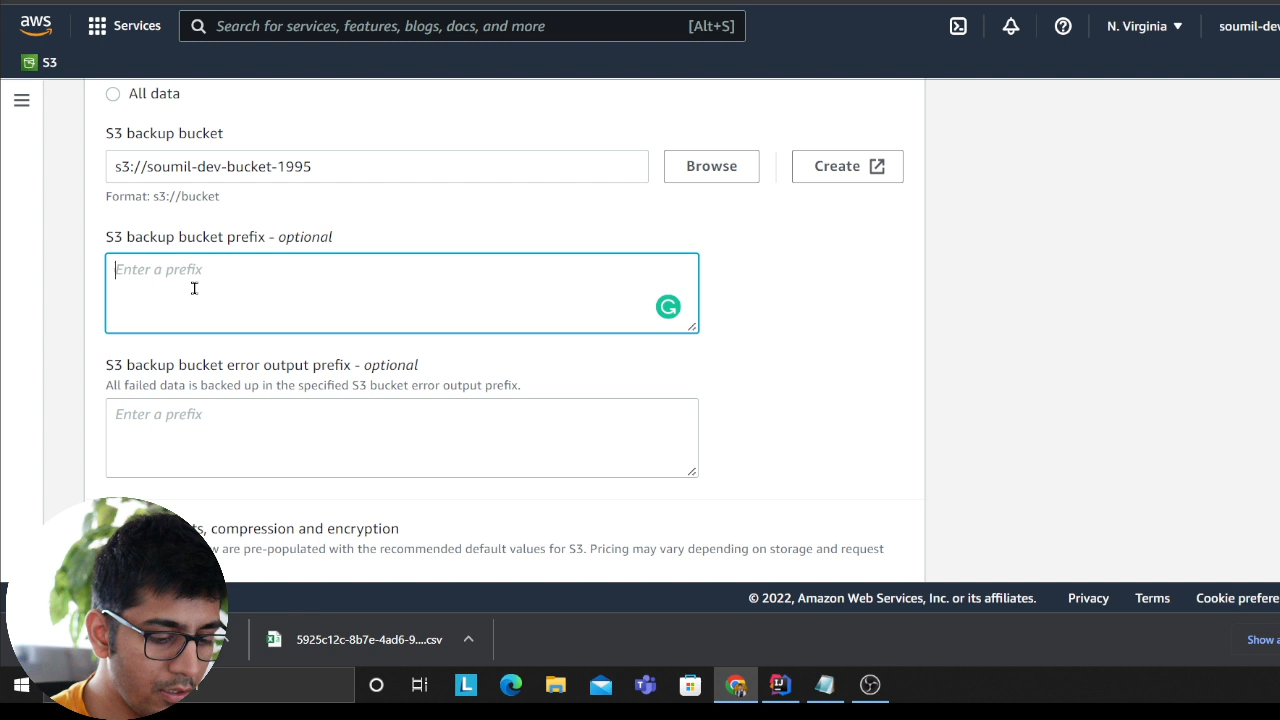 aws
Services
Search for services, features, blogs, docs, and more
[Alt+S]
N. Virginia
soumil-dev
S3
All data
S3 backup bucket
s3://soumil-dev-bucket-1995
Browse
Create
Format: s3://bucket
S3 backup bucket prefix - optional
Enter a prefix
S3 backup bucket error output prefix - optional
All failed data is backed up in the specified S3 bucket error output prefix.
Enter a prefix
compression and encryption
are pre-populated with the recommended default values for S3. Pricing may vary depending on storage and request
© 2022, Amazon Web Services, Inc. or its affiliates.
Privacy
Terms
Cookie prefere
5925c12c-8b7e-4ad6-9....csv
Show a